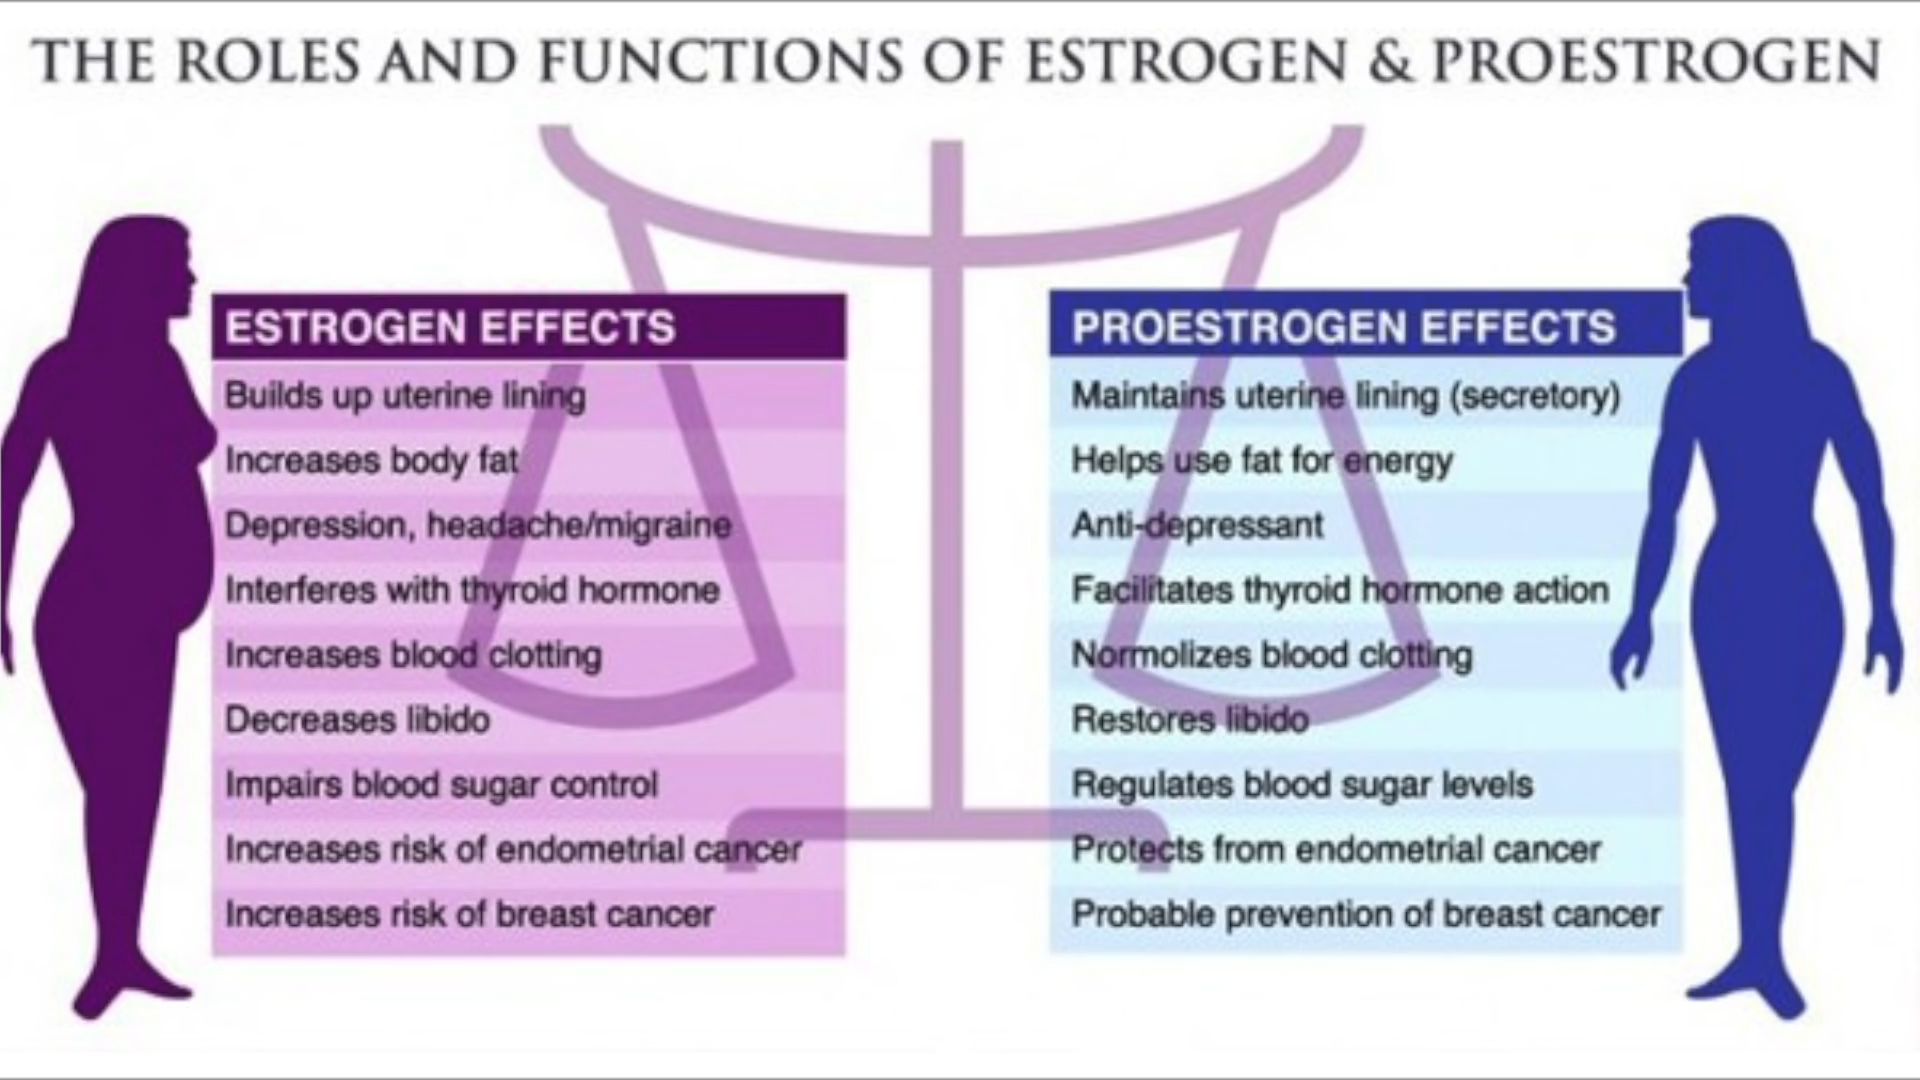 THE ROLES AND FUNCTIONS OF ESTROGEN & PROESTROGEN
ESTROGEN EFFECTS
Builds up uterine lining
Increases body fat
Depression, headache/migraine
Interferes with thyroid hormone
Increases blood clotting
Decreases libido
Impairs blood sugar control
Increases risk of endometrial cancer
Increases risk of breast cancer
PROESTROGEN EFFECTS
Maintains uterine lining (secretory)
Helps use fat for energy
Anti-depressant
Facilitates thyroid hormone action
Normolizes blood clotting
Restores libido
Regulates blood sugar levels
Protects from endometrial cancer
Probable prevention of breast cancer